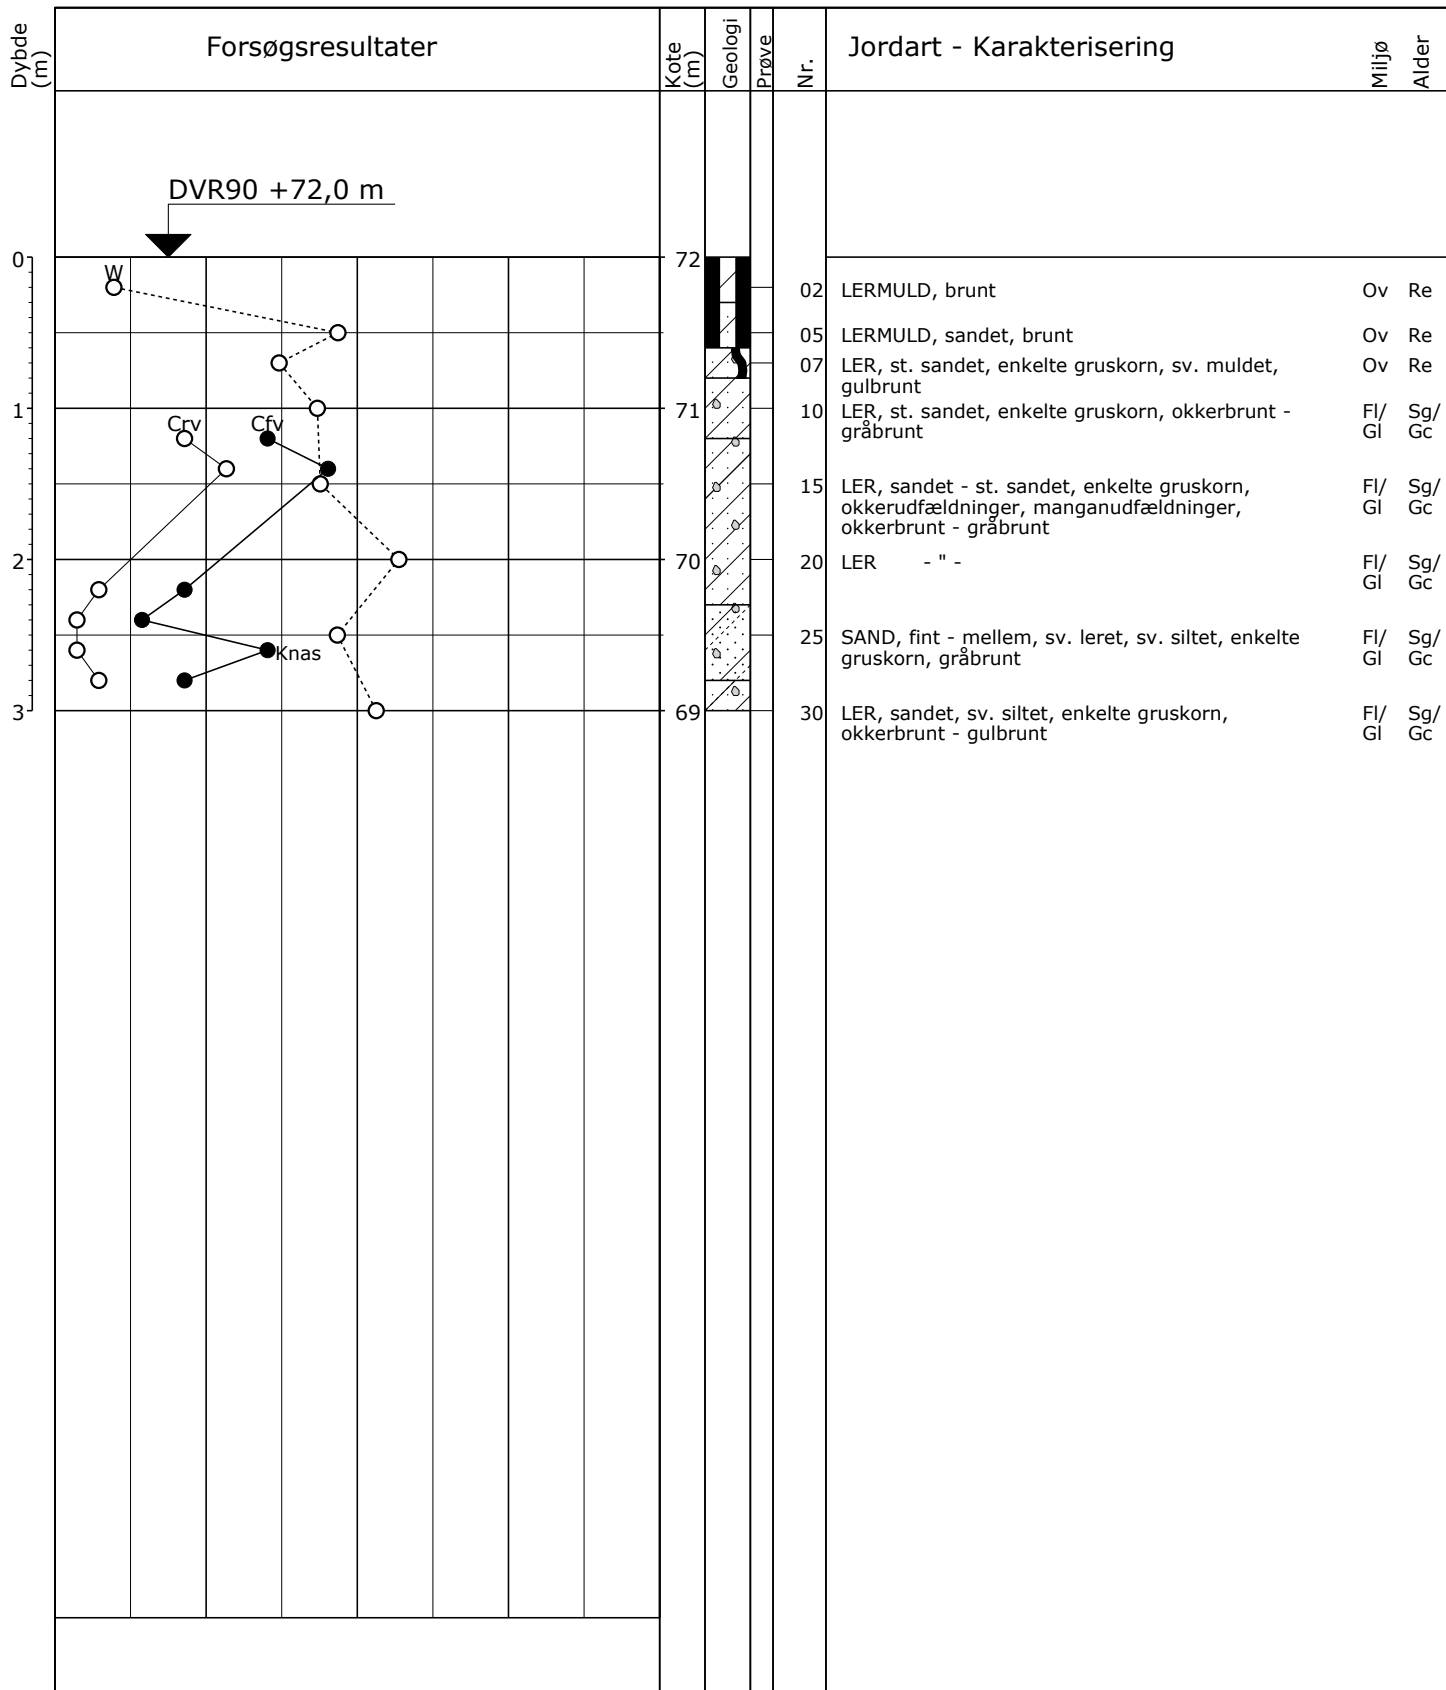 Dybde
(m)
Forsøgsresultater
Kote
(m)
Geologi
Prøve
Nr.
Jordart - Karakterisering
Miljø
Alder
DVR90 +72,0 m
0
72
W
02 LERMULD, brunt Ov Re
05 LERMULD, sandet, brunt Ov Re
07 LER, st. sandet, enkelte gruskorn, sv. muldet, Ov Re
gulbrunt
1
71
10 LER, st. sandet, enkelte gruskorn, okkerbrunt - Fl/ Sg/
gråbrunt Gl Gc
Crv
Cfv
15 LER, sandet - st. sandet, enkelte gruskorn, Fl/ Sg/
okkerudfældninger, manganudfældninger, Gl Gc
okkerbrunt - gråbrunt
2
70
20 LER - " - Fl/ Sg/
Gl Gc
25 SAND, fint - mellem, sv. leret, sv. siltet, enkelte Fl/ Sg/
gruskorn, gråbrunt Gl Gc
Knas
3
69
30 LER, sandet, sv. siltet, enkelte gruskorn, Fl/ Sg/
okkerbrunt - gulbrunt Gl Gc